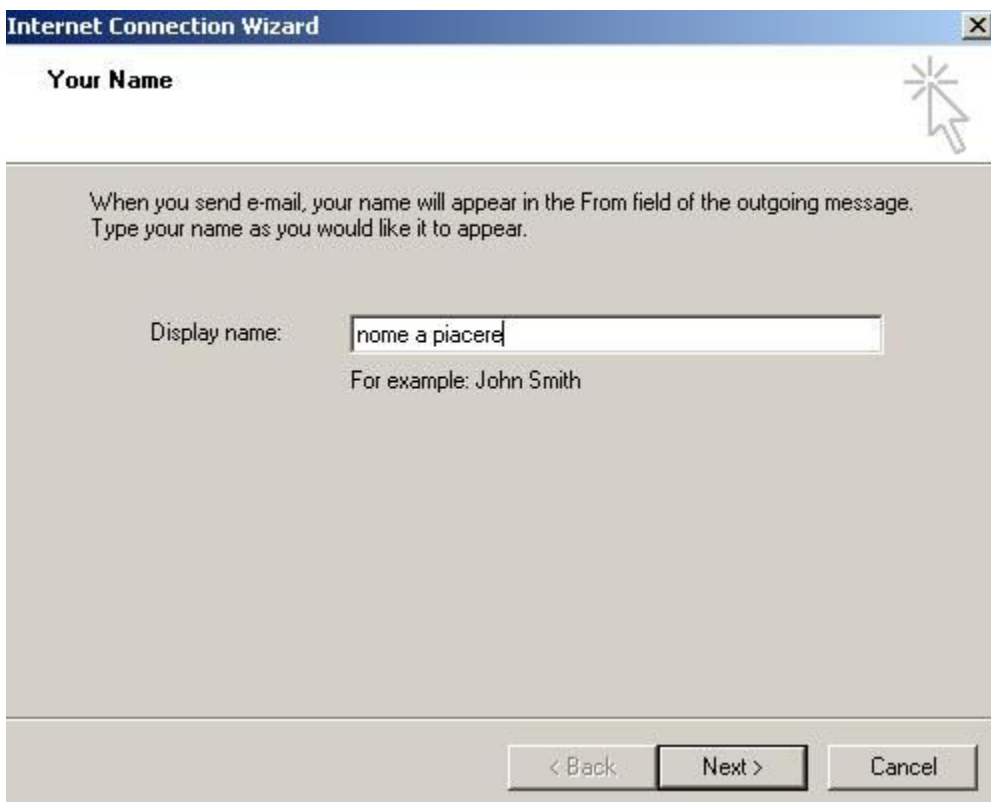 Internet Connection Wizard
Your Name
When you send e-mail, your name will appear in the From field of the outgoing message.
Type your name as you would like it to appear.
Display name: nome a piacere
For example: John Smith
< Back Next > Cancel